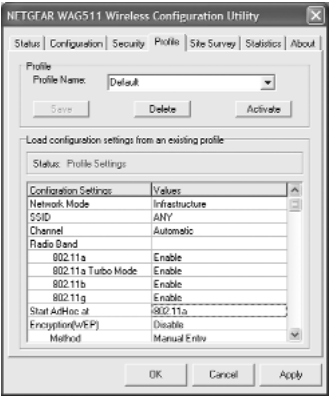 NETGEAR WAG511 Wireless Configuration Utility
Status Configuration Security Profile Site Survey Statistics About
Profile
Profile Name: Default
Save Delete Activate
Load configuration settings from an existing profile
Status: Profile Settings
Configration Settings Values
Network Mode Infrastructure
SSID ANY
Channel Automatic
Radio Band
802.11a Enable
802.11a Turbo Mode Enable
802.11b Enable
802.11g Enable
Start AdHoc at 802.11a
Encryption(WEP) Disable
Method Manual Entry
OK Cancel Apply